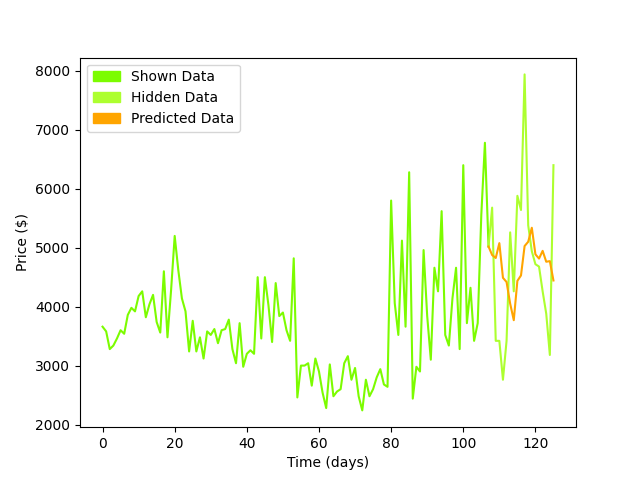 Shown Data
Hidden Data
Predicted Data
8000
7000
6000
5000
4000
3000
2000
Price ($)
0 20 40 60 80 100 120
Time (days)